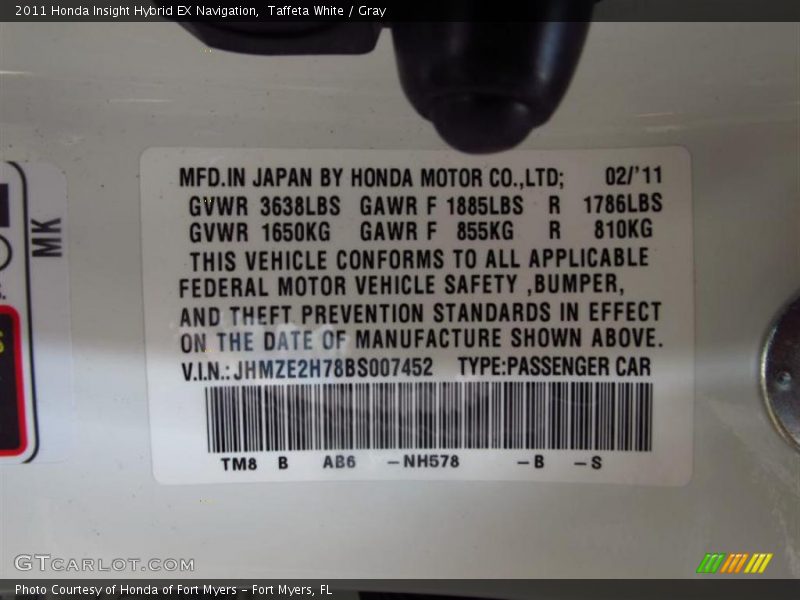 2011 Honda Insight Hybrid EX Navigation, Taffeta White / Gray
MK
MFD.IN JAPAN BY HONDA MOTOR CO.,LTD; 02/'11
GVWR 3638LBS GAWR F 1885LBS R 1786LBS
GVWR 1650KG GAWR F 855KG R 810KG
THIS VEHICLE CONFORMS TO ALL APPLICABLE
FEDERAL MOTOR VEHICLE SAFETY ,BUMPER,
AND THEFT PREVENTION STANDARDS IN EFFECT
ON THE DATE OF MANUFACTURE SHOWN ABOVE.
V.I.N.: JHMZE2H78BS007452 TYPE:PASSENGER CAR
TM8 B AB6 -NH578 -B -S
GTCARLOT.COM
Photo Courtesy of Honda of Fort Myers - Fort Myers, FL